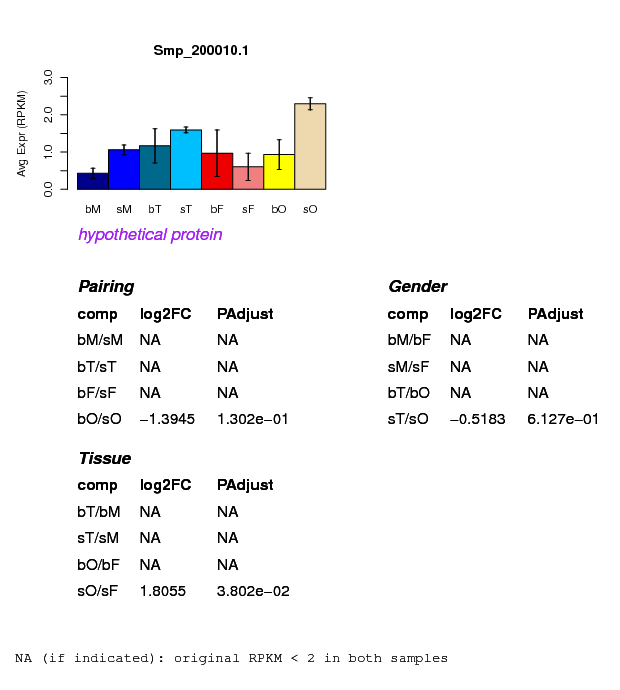 Smp_200010.1
Avg Expr (RPKM)
3.0
2.0
1.0
0.0
bM sM bT sT bF sF bO sO
hypothetical protein
Pairing
comp log2FC PAdjust
bM/sM NA NA
bT/sT NA NA
bF/sF NA NA
bO/sO −1.3945 1.302e−01
Gender
comp log2FC PAdjust
bM/bF NA NA
sM/sF NA NA
bT/bO NA NA
sT/sO −0.5183 6.127e−01
Tissue
comp log2FC PAdjust
bT/bM NA NA
sT/sM NA NA
bO/bF NA NA
sO/sF 1.8055 3.802e−02
NA (if indicated): original RPKM < 2 in both samples